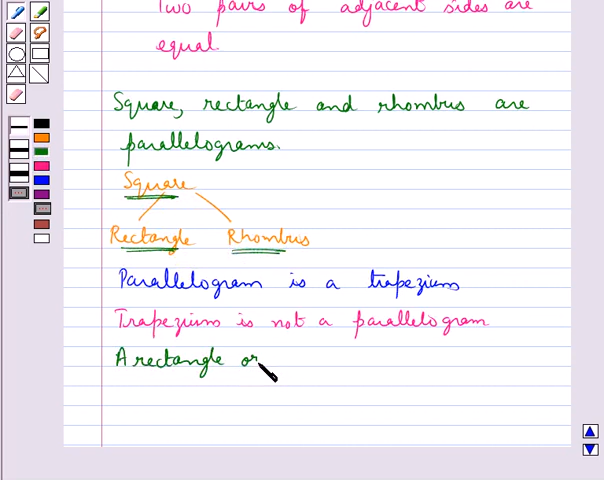 Two pairs of adjacent sides are
equal
Square, rectangle and rhombus are
parallelograms.
Square
Rectangle Rhombus
Parallelogram is a trapezium
Trapezium is not a parallelogram
A rectangle or